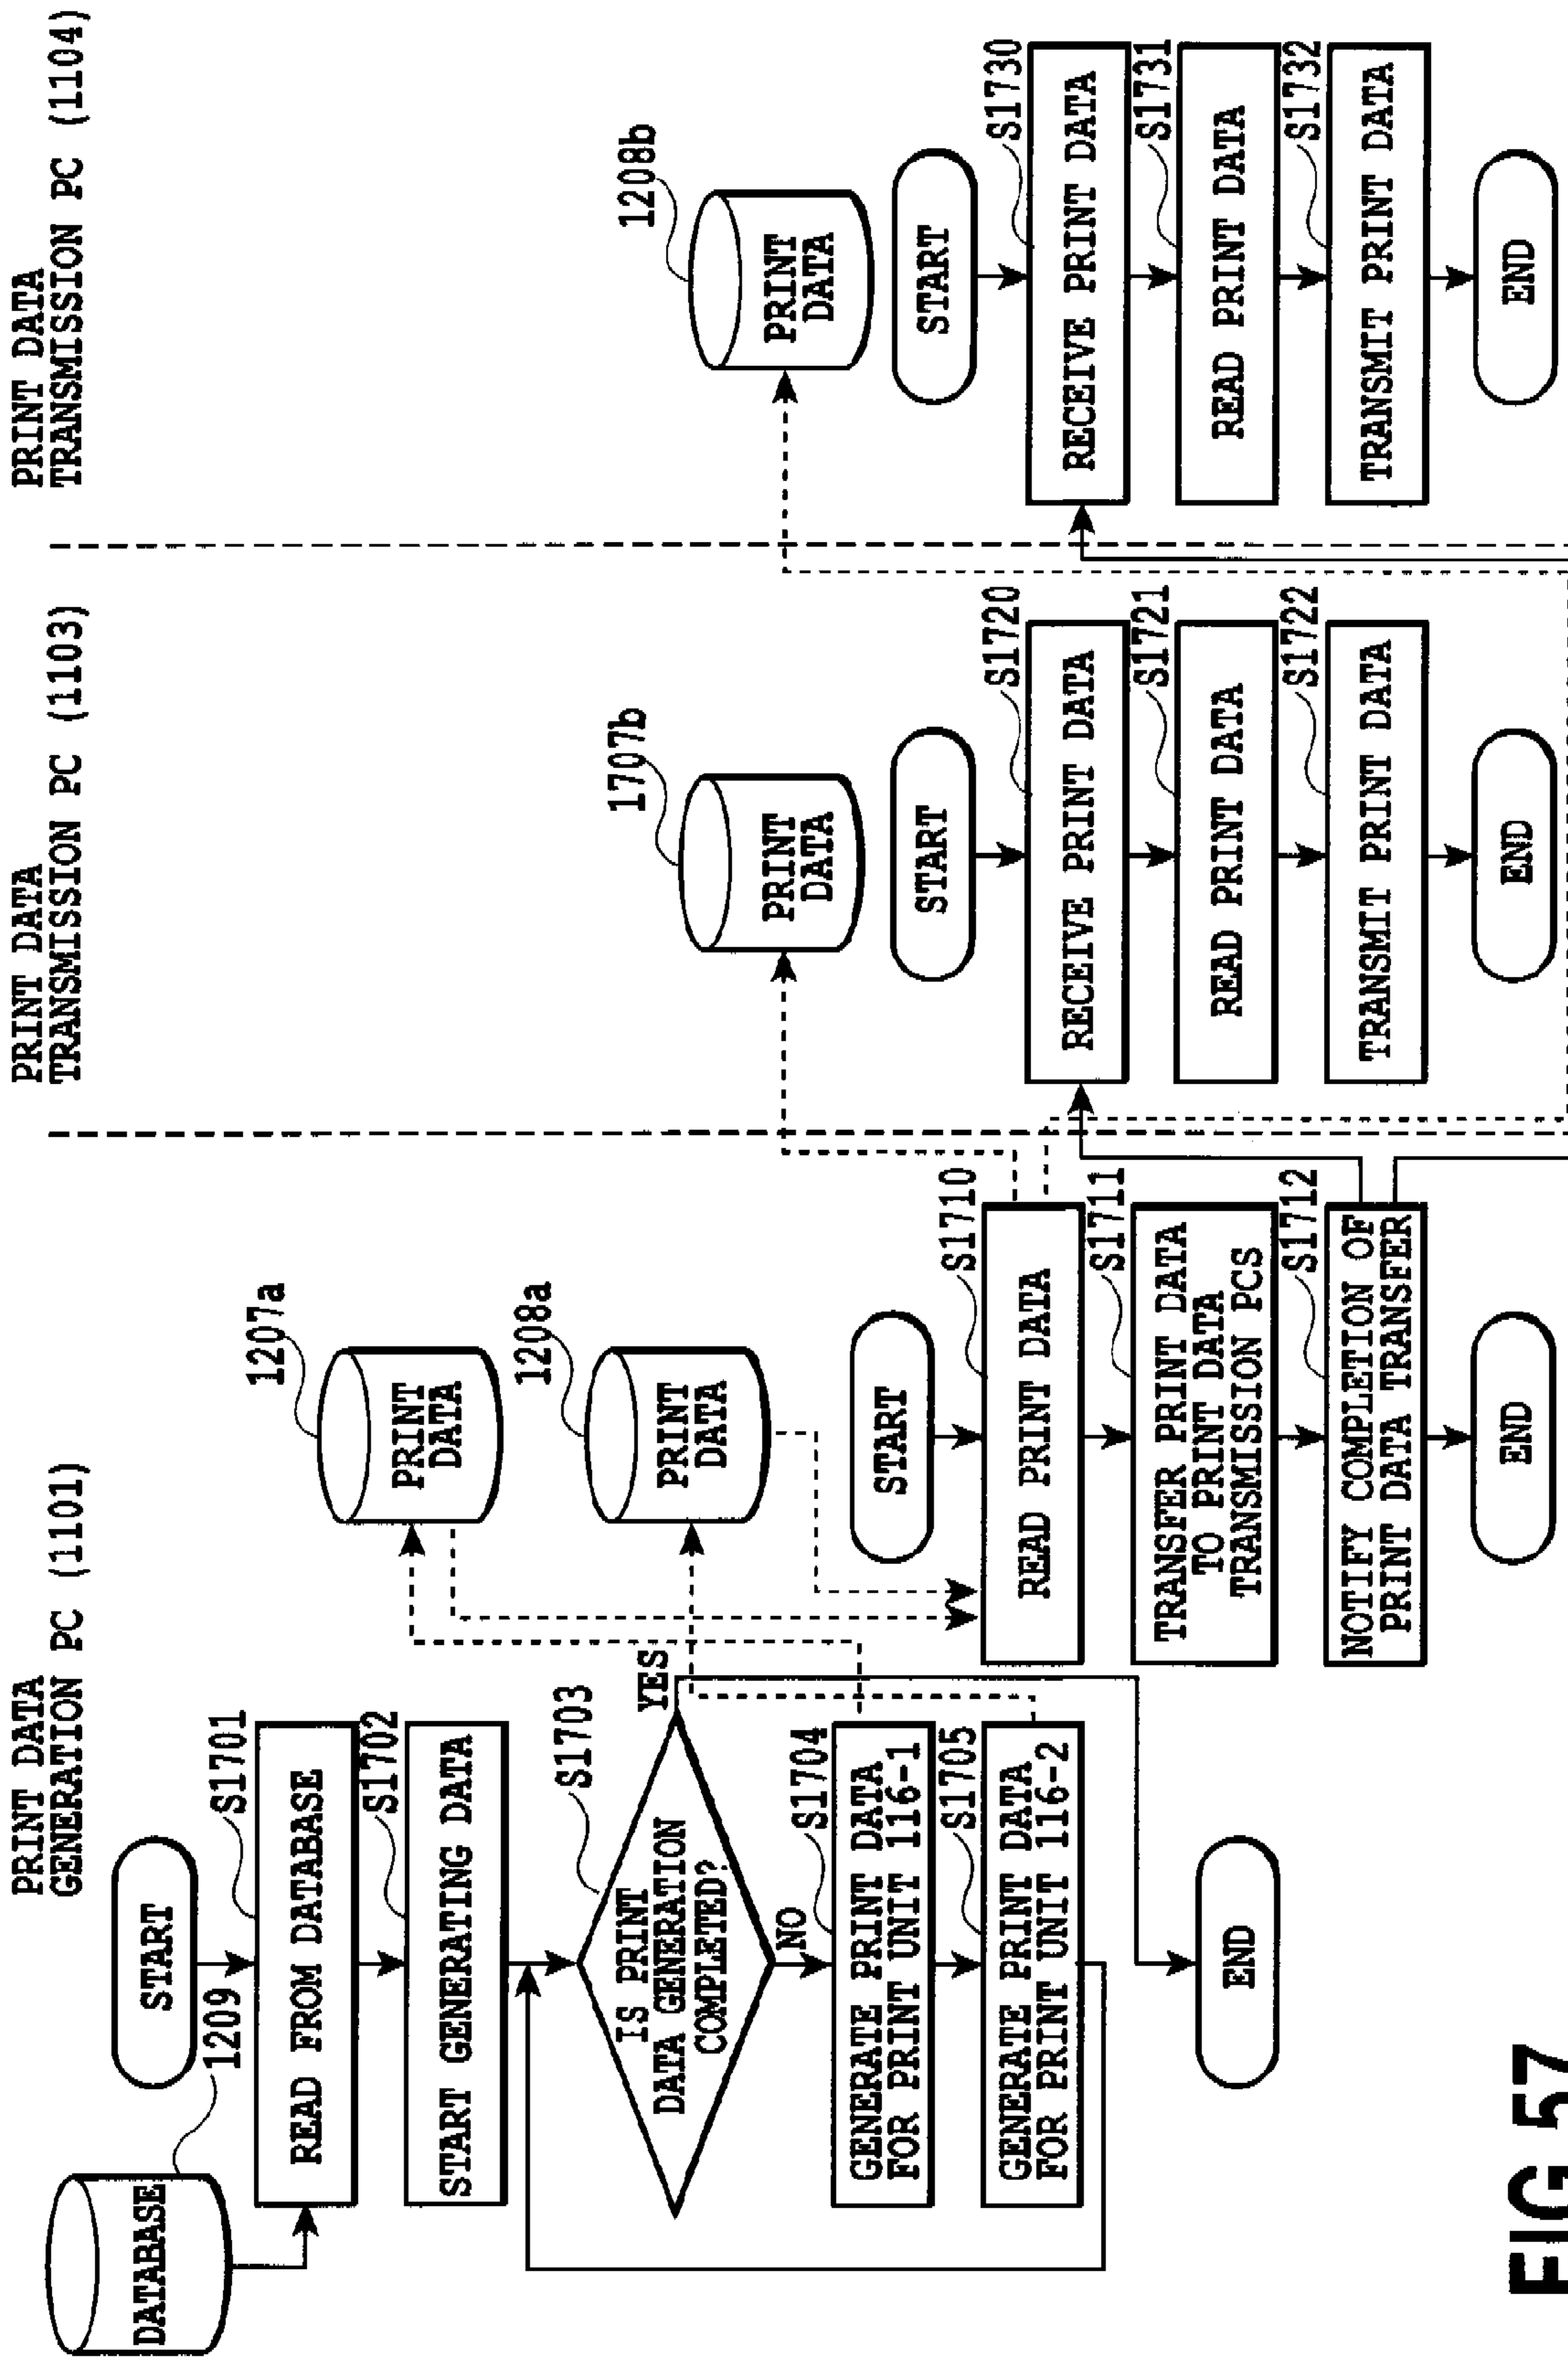 PRINT DATA
GENERATION PC (1101)
START
1209
DATABASE
S1701
READ FROM DATABASE
S1702
START GENERATING DATA
S1703
IS PRINT
DATA GENERATION
COMPLETED?
YES
NO
S1704
GENERATE PRINT DATA
FOR PRINT UNIT 116-1
S1705
GENERATE PRINT DATA
FOR PRINT UNIT 116-2
END
1207a
PRINT
DATA
1208a
PRINT
DATA
START
S1710
READ PRINT DATA
S1711
TRANSFER PRINT DATA
TO PRINT DATA
TRANSMISSION PCS
S1712
NOTIFY COMPLETION OF
PRINT DATA TRANSFER
END
PRINT DATA
TRANSMISSION PC (1103)
1707b
PRINT
DATA
START
S1720
RECEIVE PRINT DATA
S1721
READ PRINT DATA
S1722
TRANSMIT PRINT DATA
END
PRINT DATA
TRANSMISSION PC (1104)
1208b
PRINT
DATA
START
S1730
RECEIVE PRINT DATA
S1731
READ PRINT DATA
S1732
TRANSMIT PRINT DATA
END
FIG.57